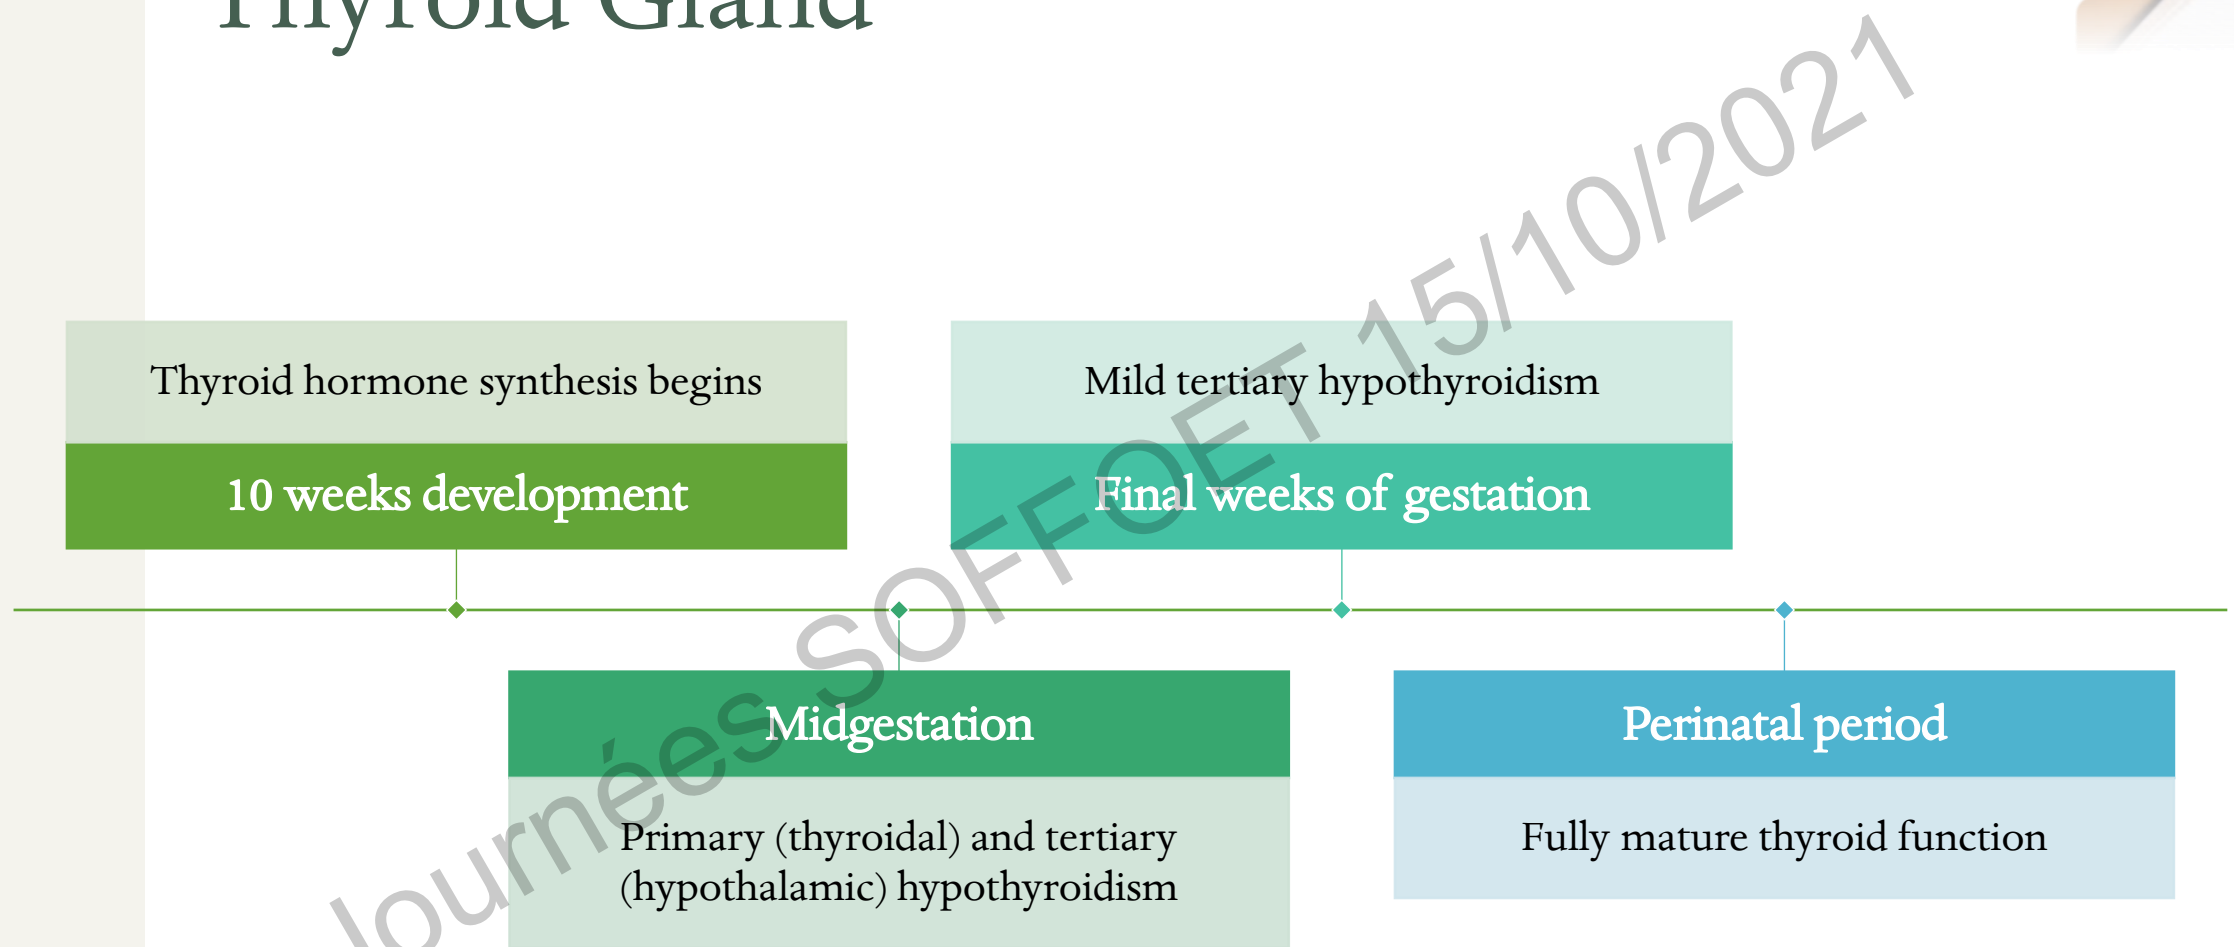 Thyroid Gland
Thyroid hormone synthesis begins
10 weeks development
Mild tertiary hypothyroidism
Final weeks of gestation
Midgestation
Primary (thyroidal) and tertiary
(hypothalamic) hypothyroidism
Perinatal period
Fully mature thyroid function
Journées SOFFOET 15/10/2021